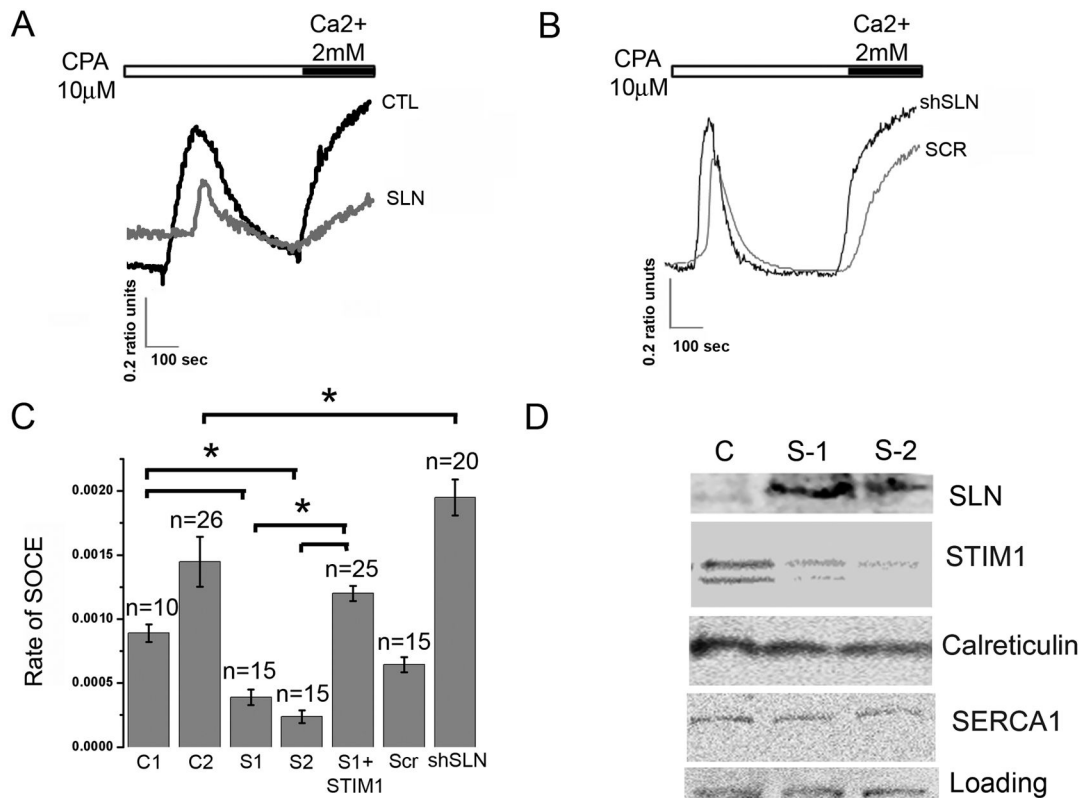 A
Ca2+
2mM
CPA
10μM
CTL
SLN
0.2 ratio units
100 sec
B
Ca2+
2mM
CPA
10μM
shSLN
SCR
0.2 ratio unuts
100 sec
C
*
*
*
n=10
n=26
n=15
n=15
n=25
n=15
n=20
Rate of SOCE
0.0020
0.0015
0.0010
0.0005
0.0000
C1
C2
S1
S2
S1+
STIM1
Scr
shSLN
D
C
S-1
S-2
SLN
STIM1
Calreticulin
SERCA1
Loading